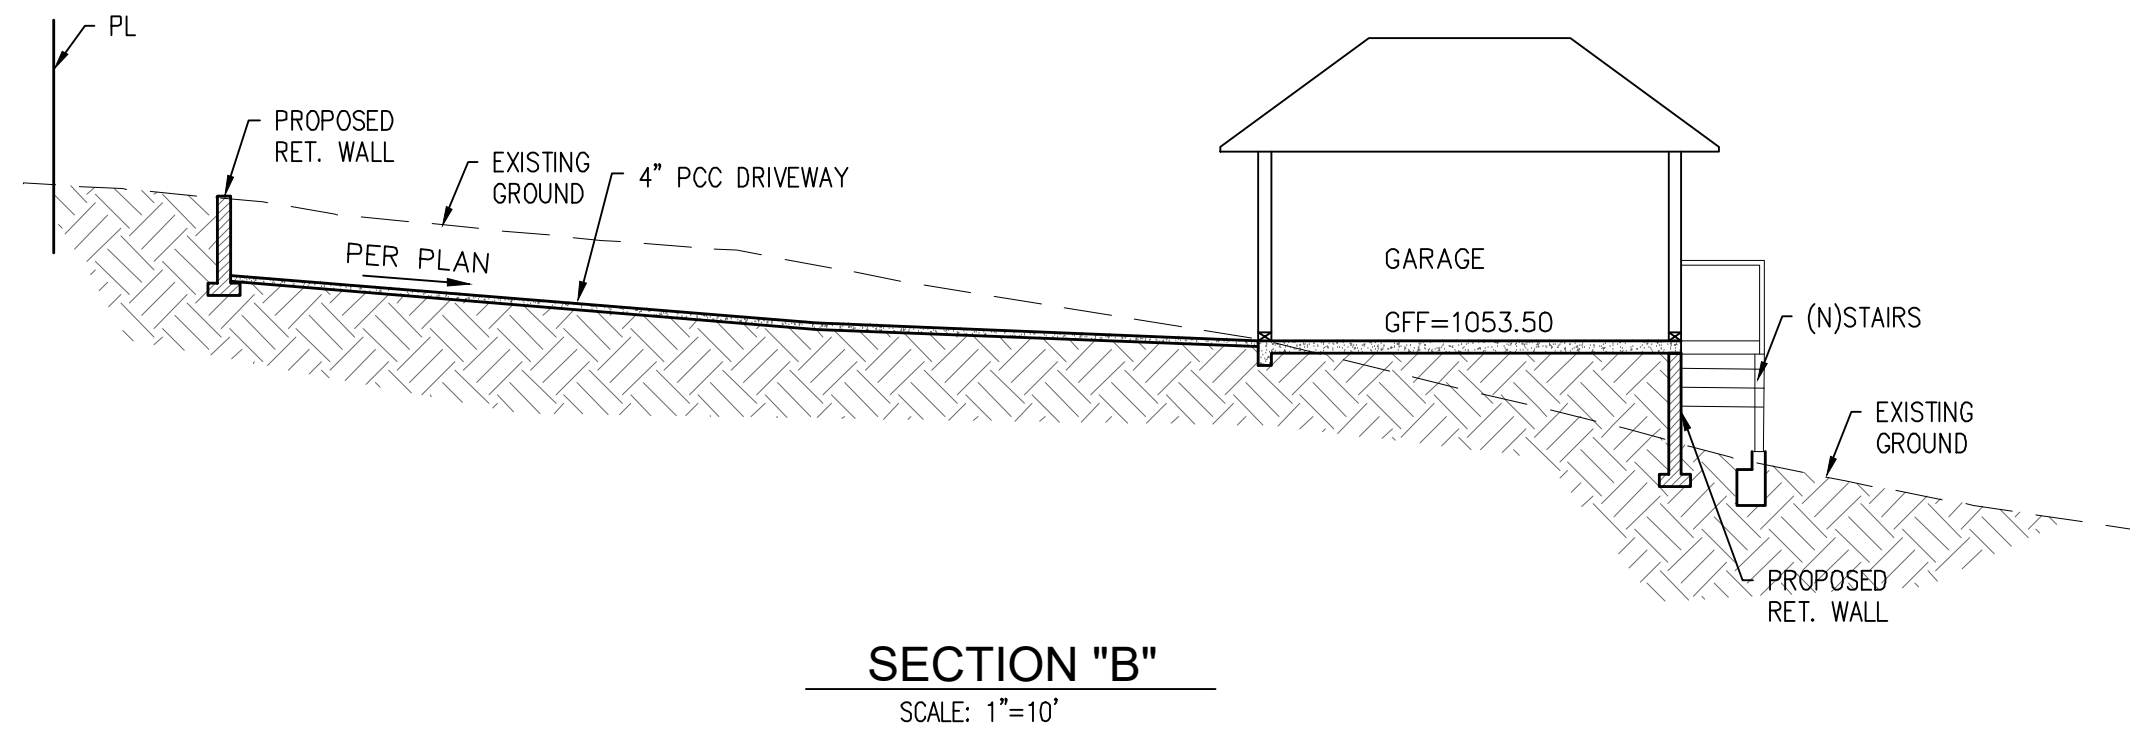 PL
PROPOSED
RET. WALL
EXISTING
GROUND
4" PCC DRIVEWAY
PER PLAN
GARAGE
GFF=1053.50
(N)STAIRS
EXISTING
GROUND
PROPOSED
RET. WALL
SECTION "B"
SCALE: 1"=10'